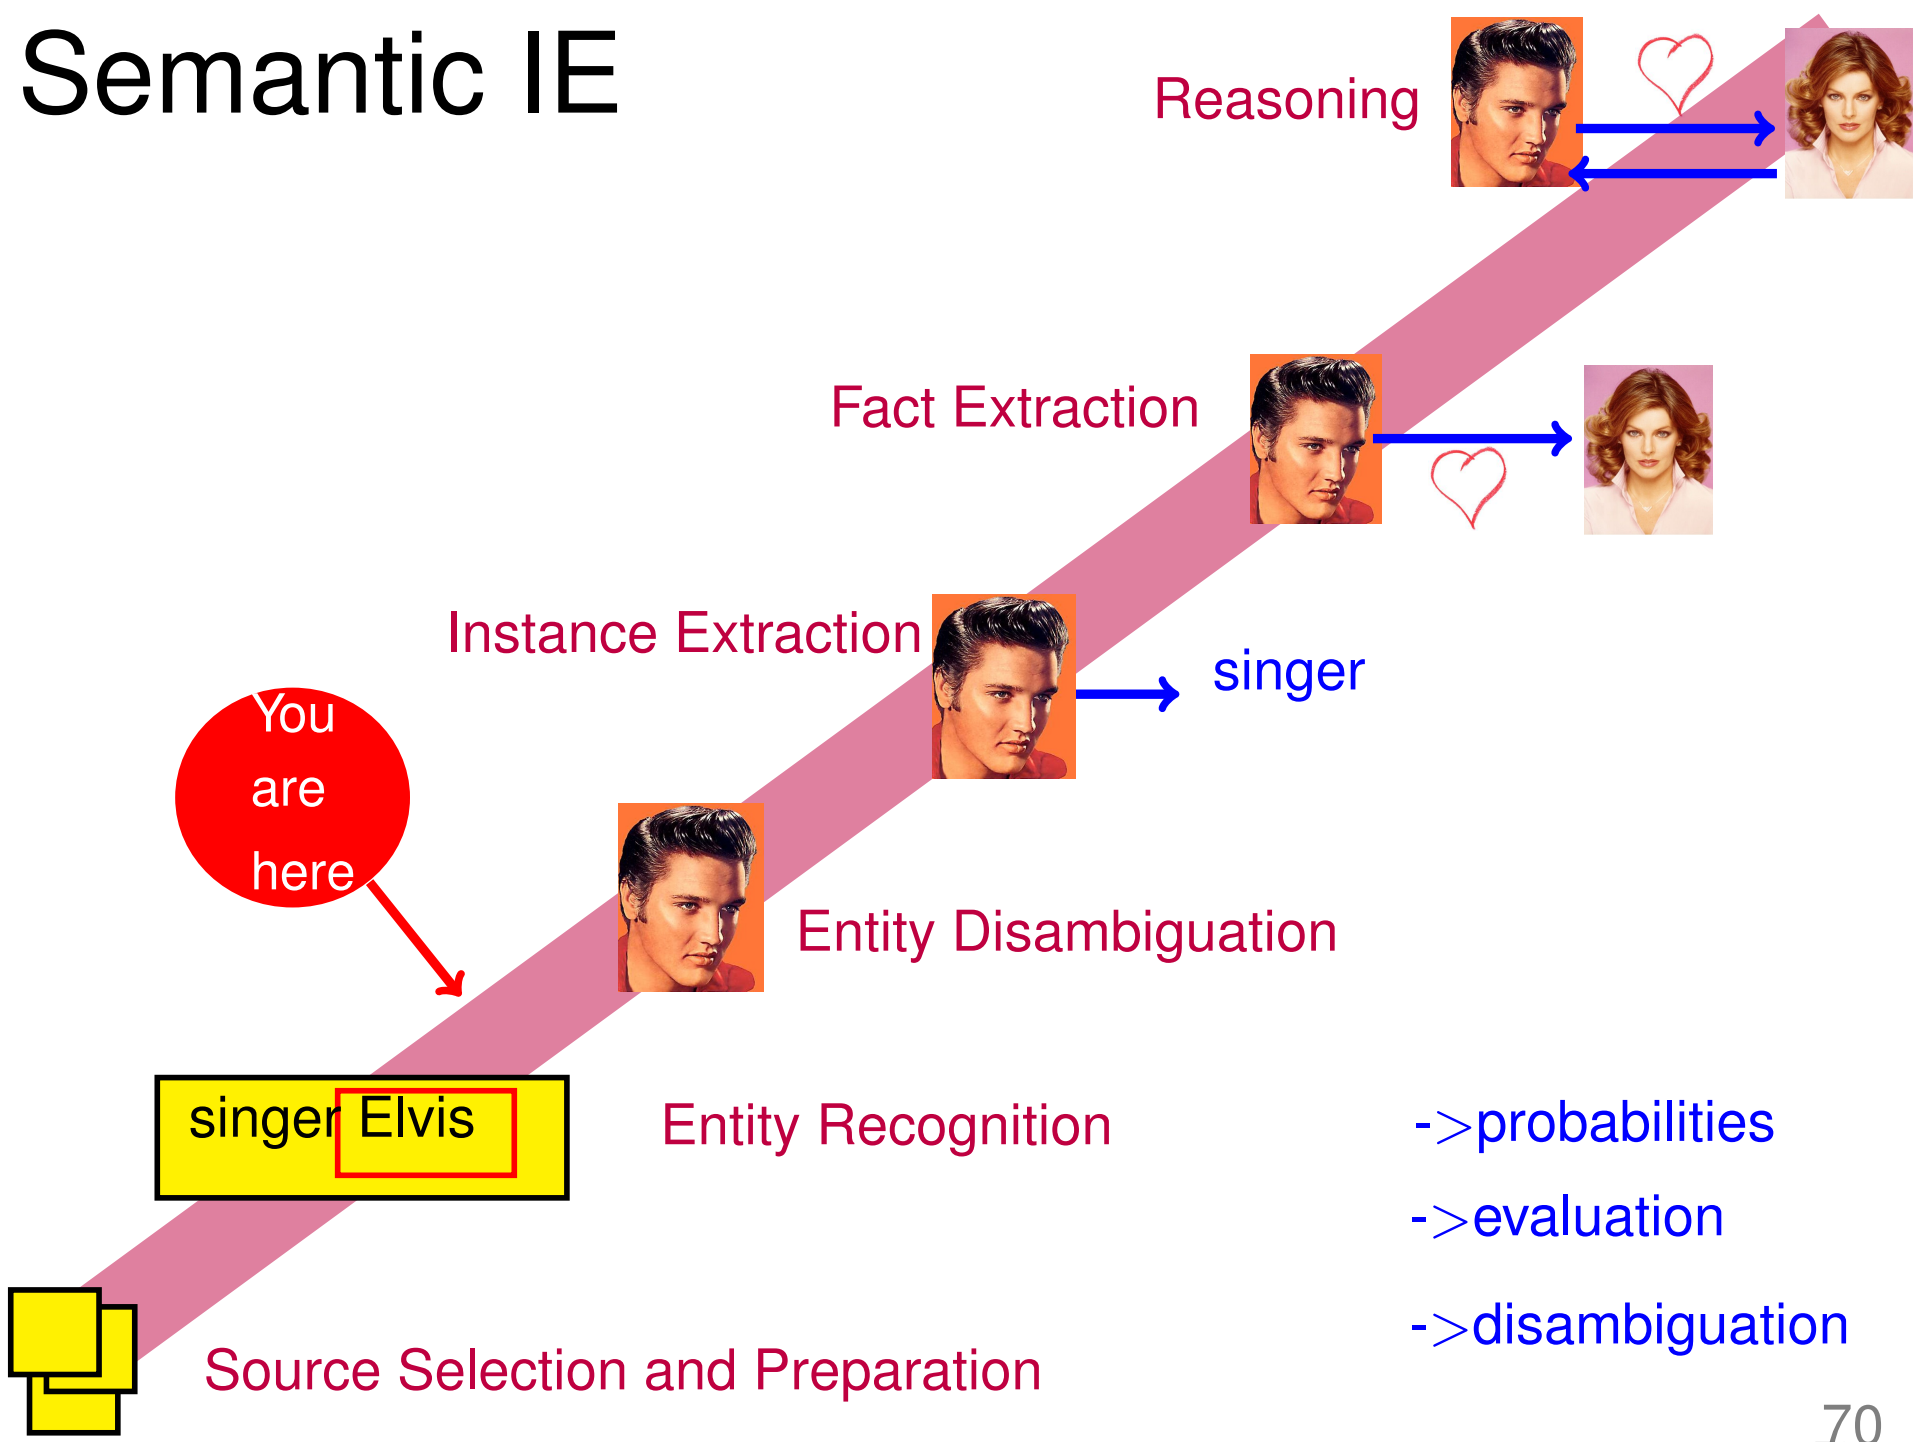 Semantic IE
Reasoning
Fact Extraction
Instance Extraction
singer
You
are
here
Entity Disambiguation
singer Elvis
Entity Recognition
->probabilities
->evaluation
->disambiguation
Source Selection and Preparation
70